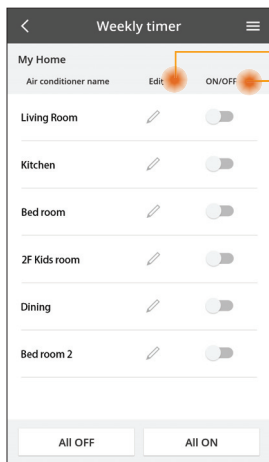 Weekly timer
My Home
Air conditioner name Edit ON/OFF
Living Room
Kitchen
Bed room
2F Kids room
Dining
Bed room 2
All OFF All ON